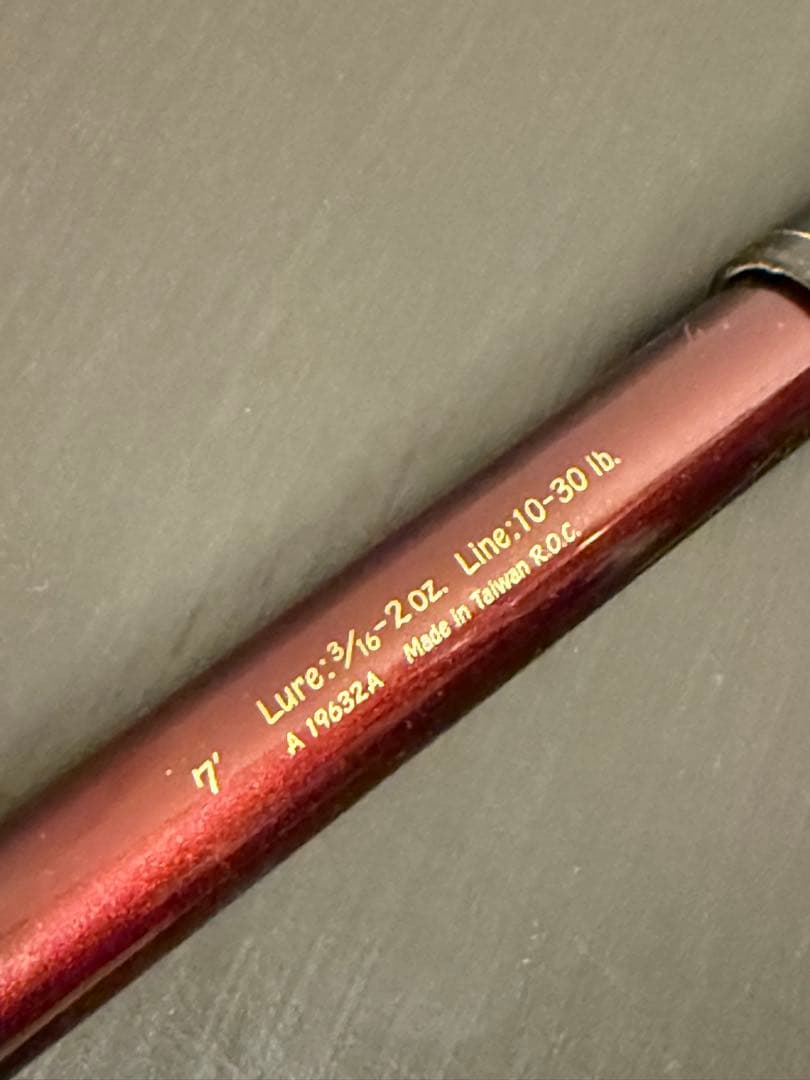 7' Lure:3/16-2 oz. Line:10-30 lb.
A 19632A Made in Taiwan R.O.C.